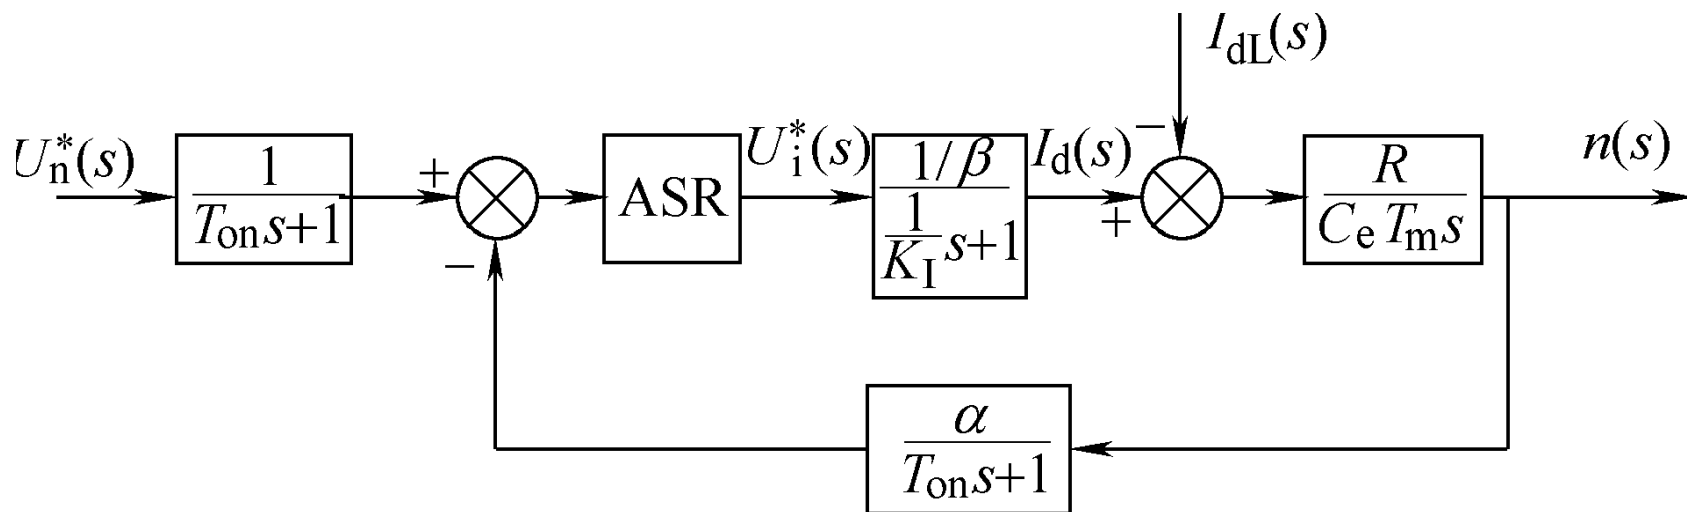 I_dL(s)
U*_n(s)
1
T_on s+1
+
−
ASR
U*_i(s)
1/β
1
K_I
s+1
I_d(s)
−
+
R
C_e T_m s
n(s)
α
T_on s+1